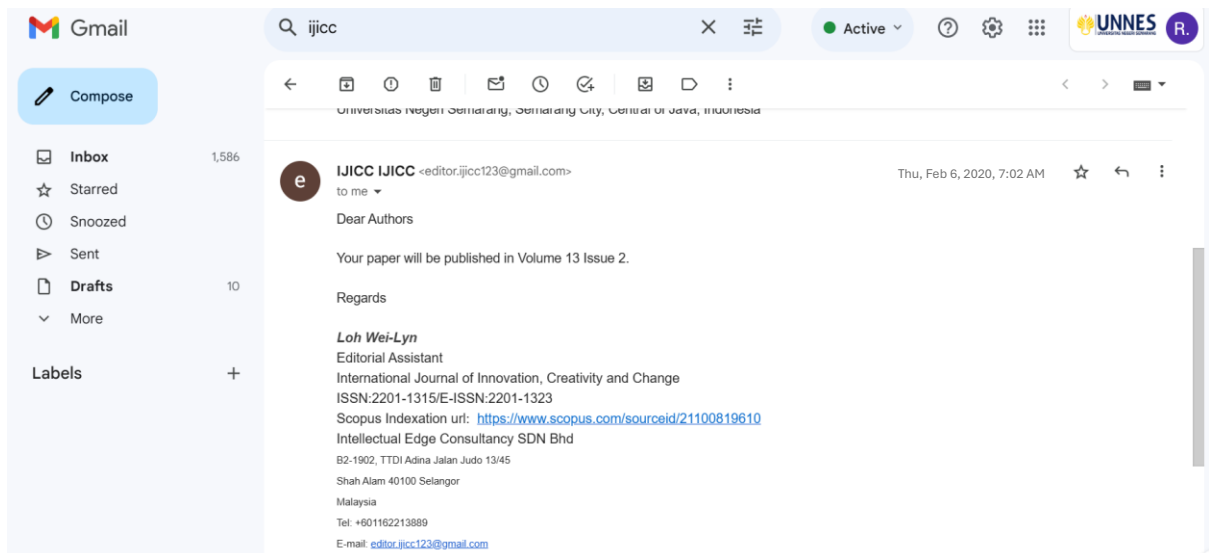 Gmail
ijicc
Active
UNNES
UNIVERSITAS NEGERI SEMARANG
R.
Compose
Universitas Negeri Semarang, Semarang City, Central of Java, Indonesia
Inbox 1,586
Starred
Snoozed
Sent
Drafts 10
More
Labels
e
IJICC IJICC <editor.ijicc123@gmail.com>
Thu, Feb 6, 2020, 7:02 AM
to me
Dear Authors
Your paper will be published in Volume 13 Issue 2.
Regards
Loh Wei-Lyn
Editorial Assistant
International Journal of Innovation, Creativity and Change
ISSN:2201-1315/E-ISSN:2201-1323
Scopus Indexation url: https://www.scopus.com/sourceid/21100819610
Intellectual Edge Consultancy SDN Bhd
B2-1902, TTDI Adina Jalan Judo 13/45
Shah Alam 40100 Selangor
Malaysia
Tel: +601162213889
E-mail: editor.ijicc123@gmail.com